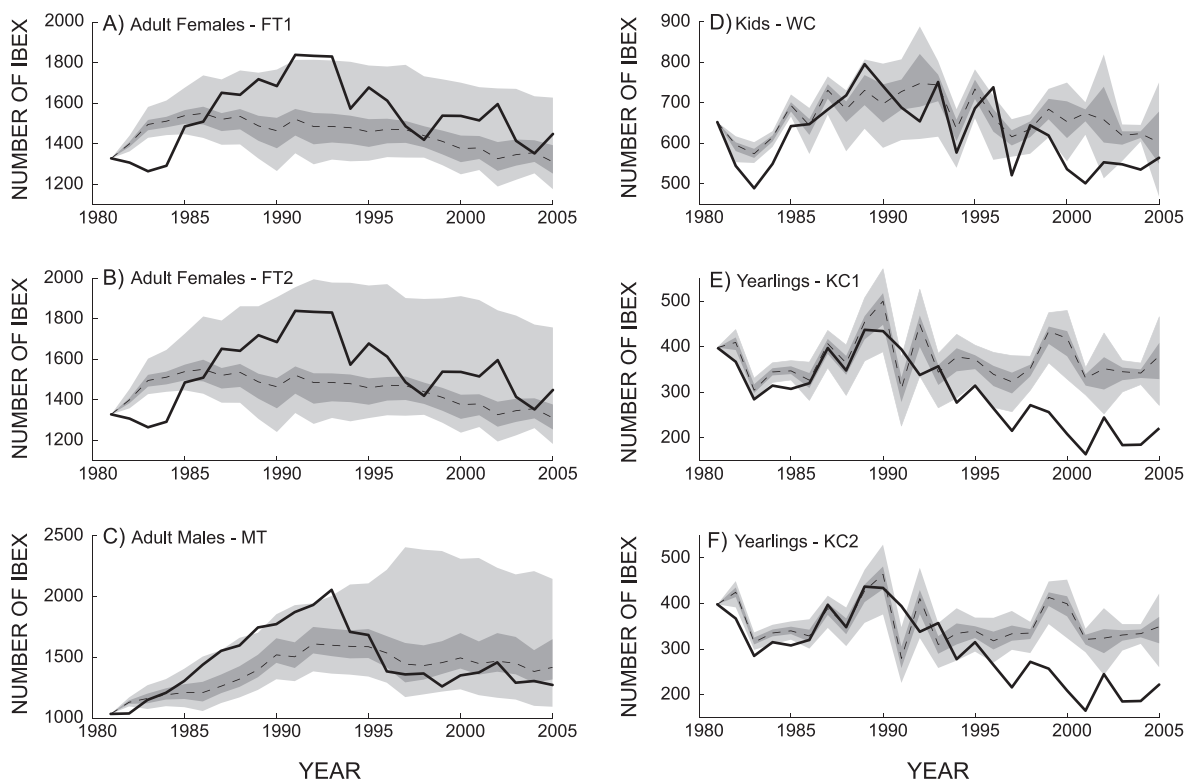 A) Adult Females - FT1
NUMBER OF IBEX
2000
1800
1600
1400
1200
1980 1985 1990 1995 2000 2005
B) Adult Females - FT2
NUMBER OF IBEX
2000
1800
1600
1400
1200
1980 1985 1990 1995 2000 2005
C) Adult Males - MT
NUMBER OF IBEX
2500
2000
1500
1000
1980 1985 1990 1995 2000 2005
YEAR
D) Kids - WC
NUMBER OF IBEX
900
800
700
600
500
1980 1985 1990 1995 2000 2005
E) Yearlings - KC1
NUMBER OF IBEX
500
400
300
200
1980 1985 1990 1995 2000 2005
F) Yearlings - KC2
NUMBER OF IBEX
500
400
300
200
1980 1985 1990 1995 2000 2005
YEAR